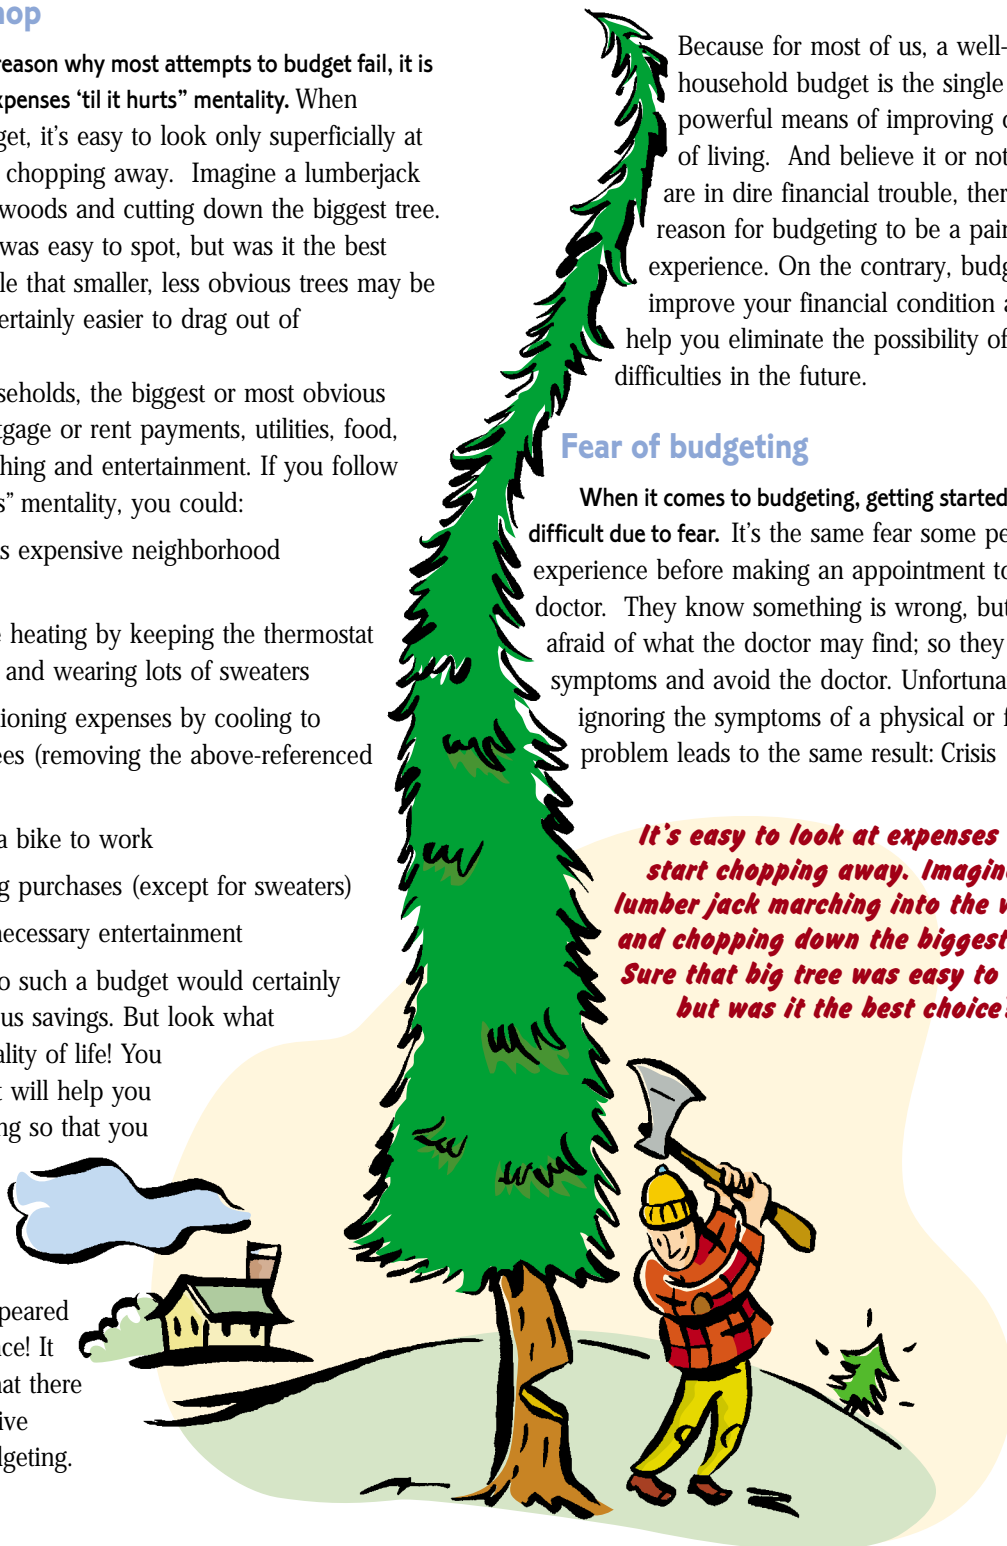 hop
reason why most attempts to budget fail, it is
xpenses ‘til it hurts” mentality. When
get, it’s easy to look only superficially at
chopping away. Imagine a lumberjack
woods and cutting down the biggest tree.
was easy to spot, but was it the best
le that smaller, less obvious trees may be
ertainly easier to drag out of
seholds, the biggest or most obvious
tgage or rent payments, utilities, food,
thing and entertainment. If you follow
s” mentality, you could:
s expensive neighborhood
e heating by keeping the thermostat
and wearing lots of sweaters
tioning expenses by cooling to
ees (removing the above-referenced
a bike to work
g purchases (except for sweaters)
necessary entertainment
o such a budget would certainly
us savings. But look what
ality of life! You
t will help you
ng so that you
peared
nce! It
hat there
ive
dgeting.
Because for most of us, a well-
household budget is the single
powerful means of improving o
of living. And believe it or not
are in dire financial trouble, ther
reason for budgeting to be a pain
experience. On the contrary, budg
improve your financial condition a
help you eliminate the possibility of
difficulties in the future.
Fear of budgeting
When it comes to budgeting, getting started
difficult due to fear. It’s the same fear some pe
experience before making an appointment to
doctor. They know something is wrong, but
afraid of what the doctor may find; so they
symptoms and avoid the doctor. Unfortuna
ignoring the symptoms of a physical or f
problem leads to the same result: Crisis
It’s easy to look at expenses
start chopping away. Imagin
lumber jack marching into the w
and chopping down the biggest
Sure that big tree was easy to
but was it the best choice?